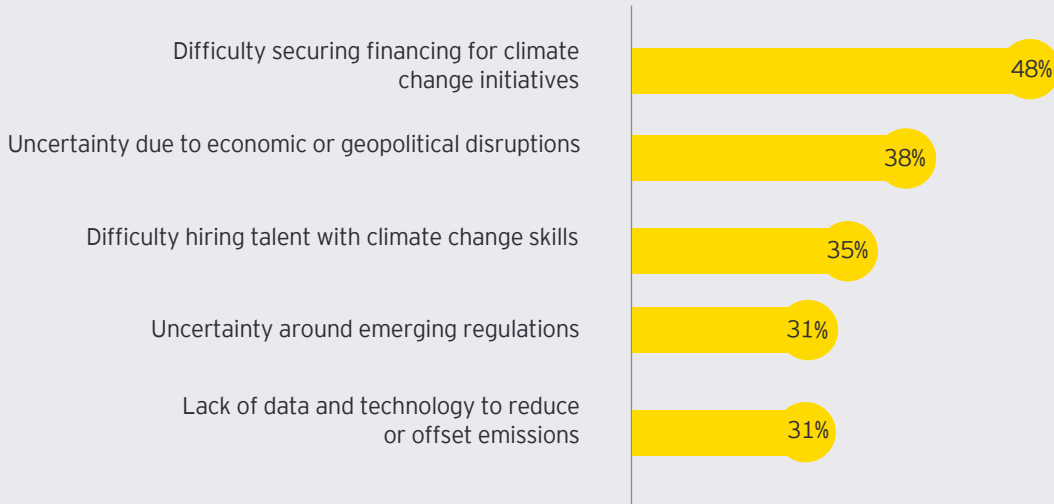 Difficulty securing financing for climate
change initiatives
48%
Uncertainty due to economic or geopolitical disruptions
38%
Difficulty hiring talent with climate change skills
35%
Uncertainty around emerging regulations
31%
Lack of data and technology to reduce
or offset emissions
31%